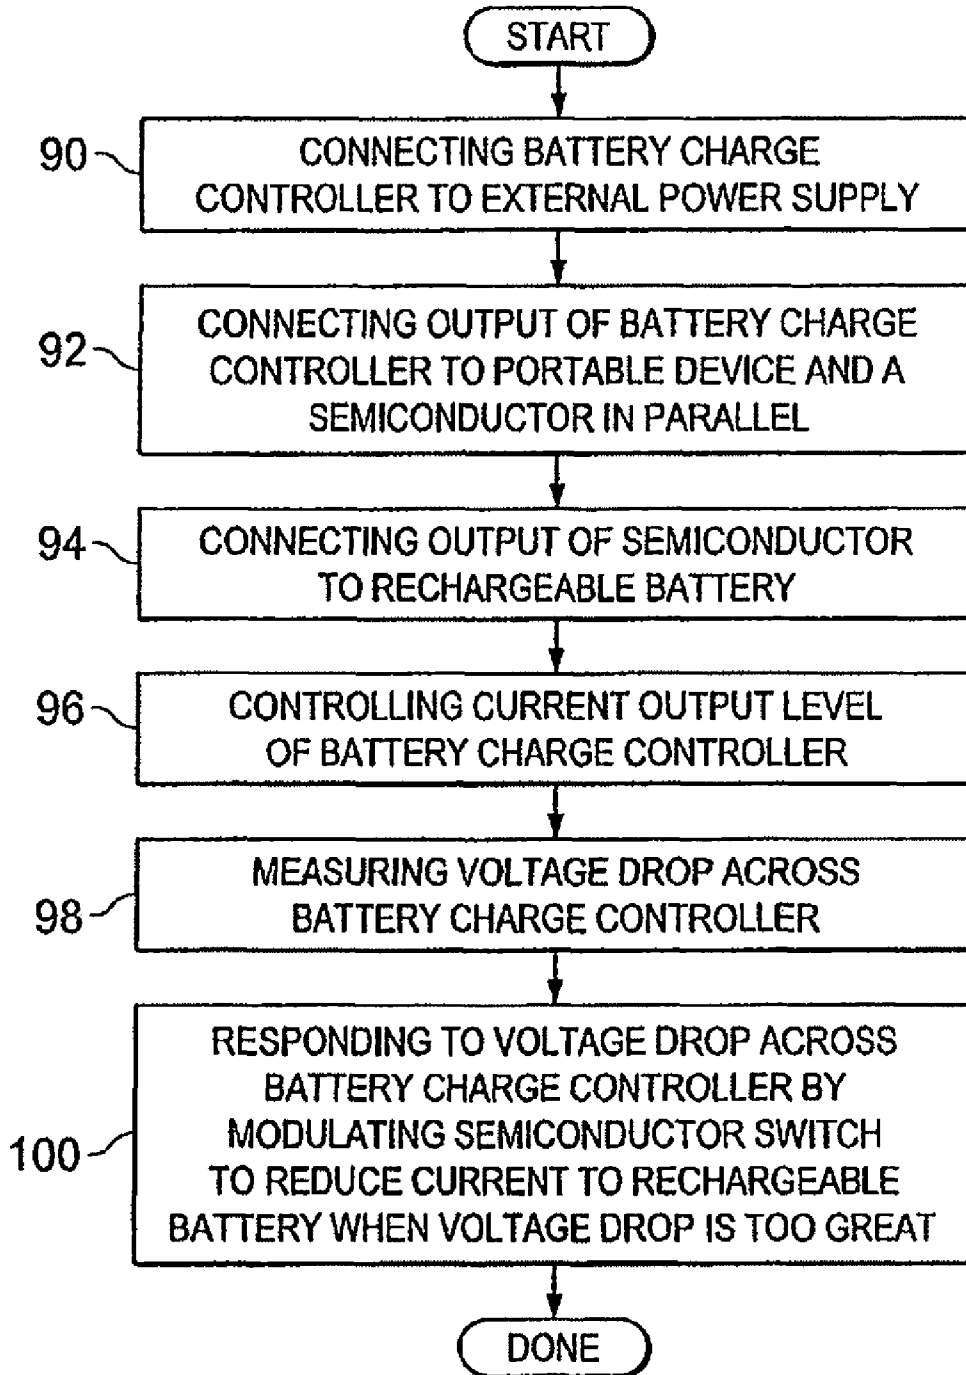 START
90
CONNECTING BATTERY CHARGE
CONTROLLER TO EXTERNAL POWER SUPPLY
92
CONNECTING OUTPUT OF BATTERY CHARGE
CONTROLLER TO PORTABLE DEVICE AND A
SEMICONDUCTOR IN PARALLEL
94
CONNECTING OUTPUT OF SEMICONDUCTOR
TO RECHARGEABLE BATTERY
96
CONTROLLING CURRENT OUTPUT LEVEL
OF BATTERY CHARGE CONTROLLER
98
MEASURING VOLTAGE DROP ACROSS
BATTERY CHARGE CONTROLLER
100
RESPONDING TO VOLTAGE DROP ACROSS
BATTERY CHARGE CONTROLLER BY
MODULATING SEMICONDUCTOR SWITCH
TO REDUCE CURRENT TO RECHARGEABLE
BATTERY WHEN VOLTAGE DROP IS TOO GREAT
DONE